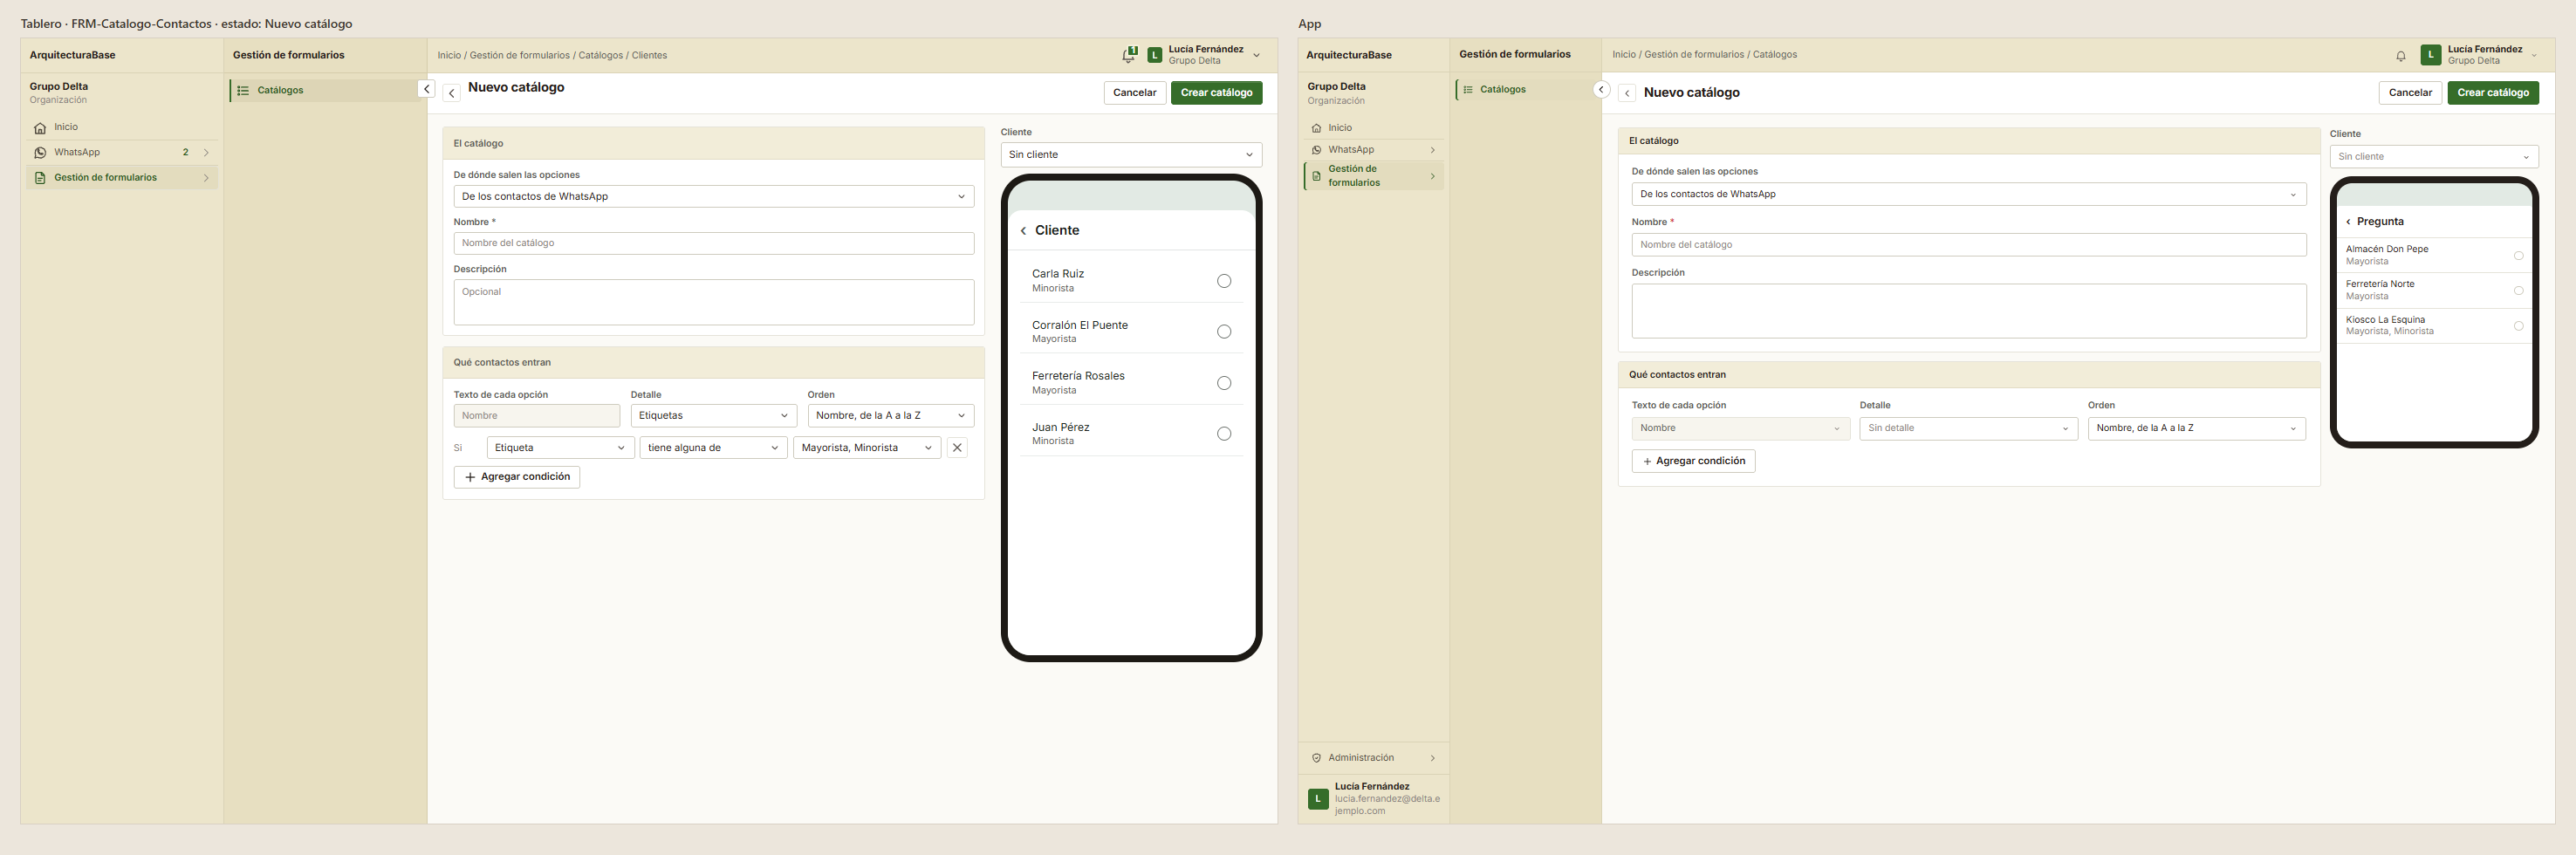 Tablero · FRM-Catalogo-Contactos · estado: Nuevo catálogo
ArquitecturaBase
Grupo Delta
Organización
Inicio
WhatsApp 2
Gestión de formularios
Gestión de formularios
Catálogos
Inicio / Gestión de formularios / Catálogos / Clientes
1
L
Lucía Fernández
Grupo Delta
Nuevo catálogo
Cancelar
Crear catálogo
El catálogo
De dónde salen las opciones
De los contactos de WhatsApp
Nombre *
Nombre del catálogo
Descripción
Opcional
Qué contactos entran
Texto de cada opción
Detalle
Orden
Nombre
Etiquetas
Nombre, de la A a la Z
Si
Etiqueta
tiene alguna de
Mayorista, Minorista
Agregar condición
Cliente
Sin cliente
Cliente
Carla Ruiz
Minorista
Corralón El Puente
Mayorista
Ferretería Rosales
Mayorista
Juan Pérez
Minorista
App
ArquitecturaBase
Grupo Delta
Organización
Inicio
WhatsApp
Gestión de
formularios
Administración
L
Lucía Fernández
lucia.fernandez@delta.e
jemplo.com
Gestión de formularios
Catálogos
Inicio / Gestión de formularios / Catálogos
L
Lucía Fernández
Grupo Delta
Nuevo catálogo
Cancelar
Crear catálogo
El catálogo
De dónde salen las opciones
De los contactos de WhatsApp
Nombre *
Nombre del catálogo
Descripción
Qué contactos entran
Texto de cada opción
Detalle
Orden
Nombre
Sin detalle
Nombre, de la A a la Z
Agregar condición
Cliente
Sin cliente
Pregunta
Almacén Don Pepe
Mayorista
Ferretería Norte
Mayorista
Kiosco La Esquina
Mayorista, Minorista